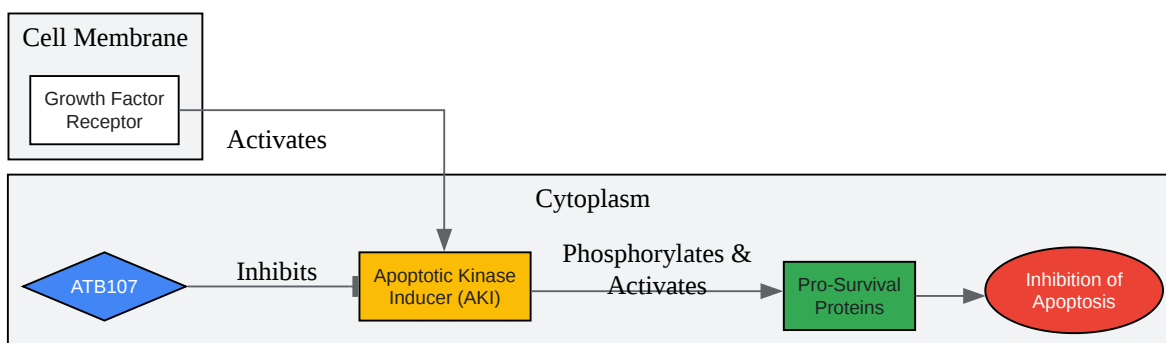 Cell Membrane
Growth Factor
Receptor
Activates
Cytoplasm
ATB107
Inhibits
Apoptotic Kinase
Inducer (AKI)
Phosphorylates &
Activates
Pro-Survival
Proteins
Inhibition of
Apoptosis